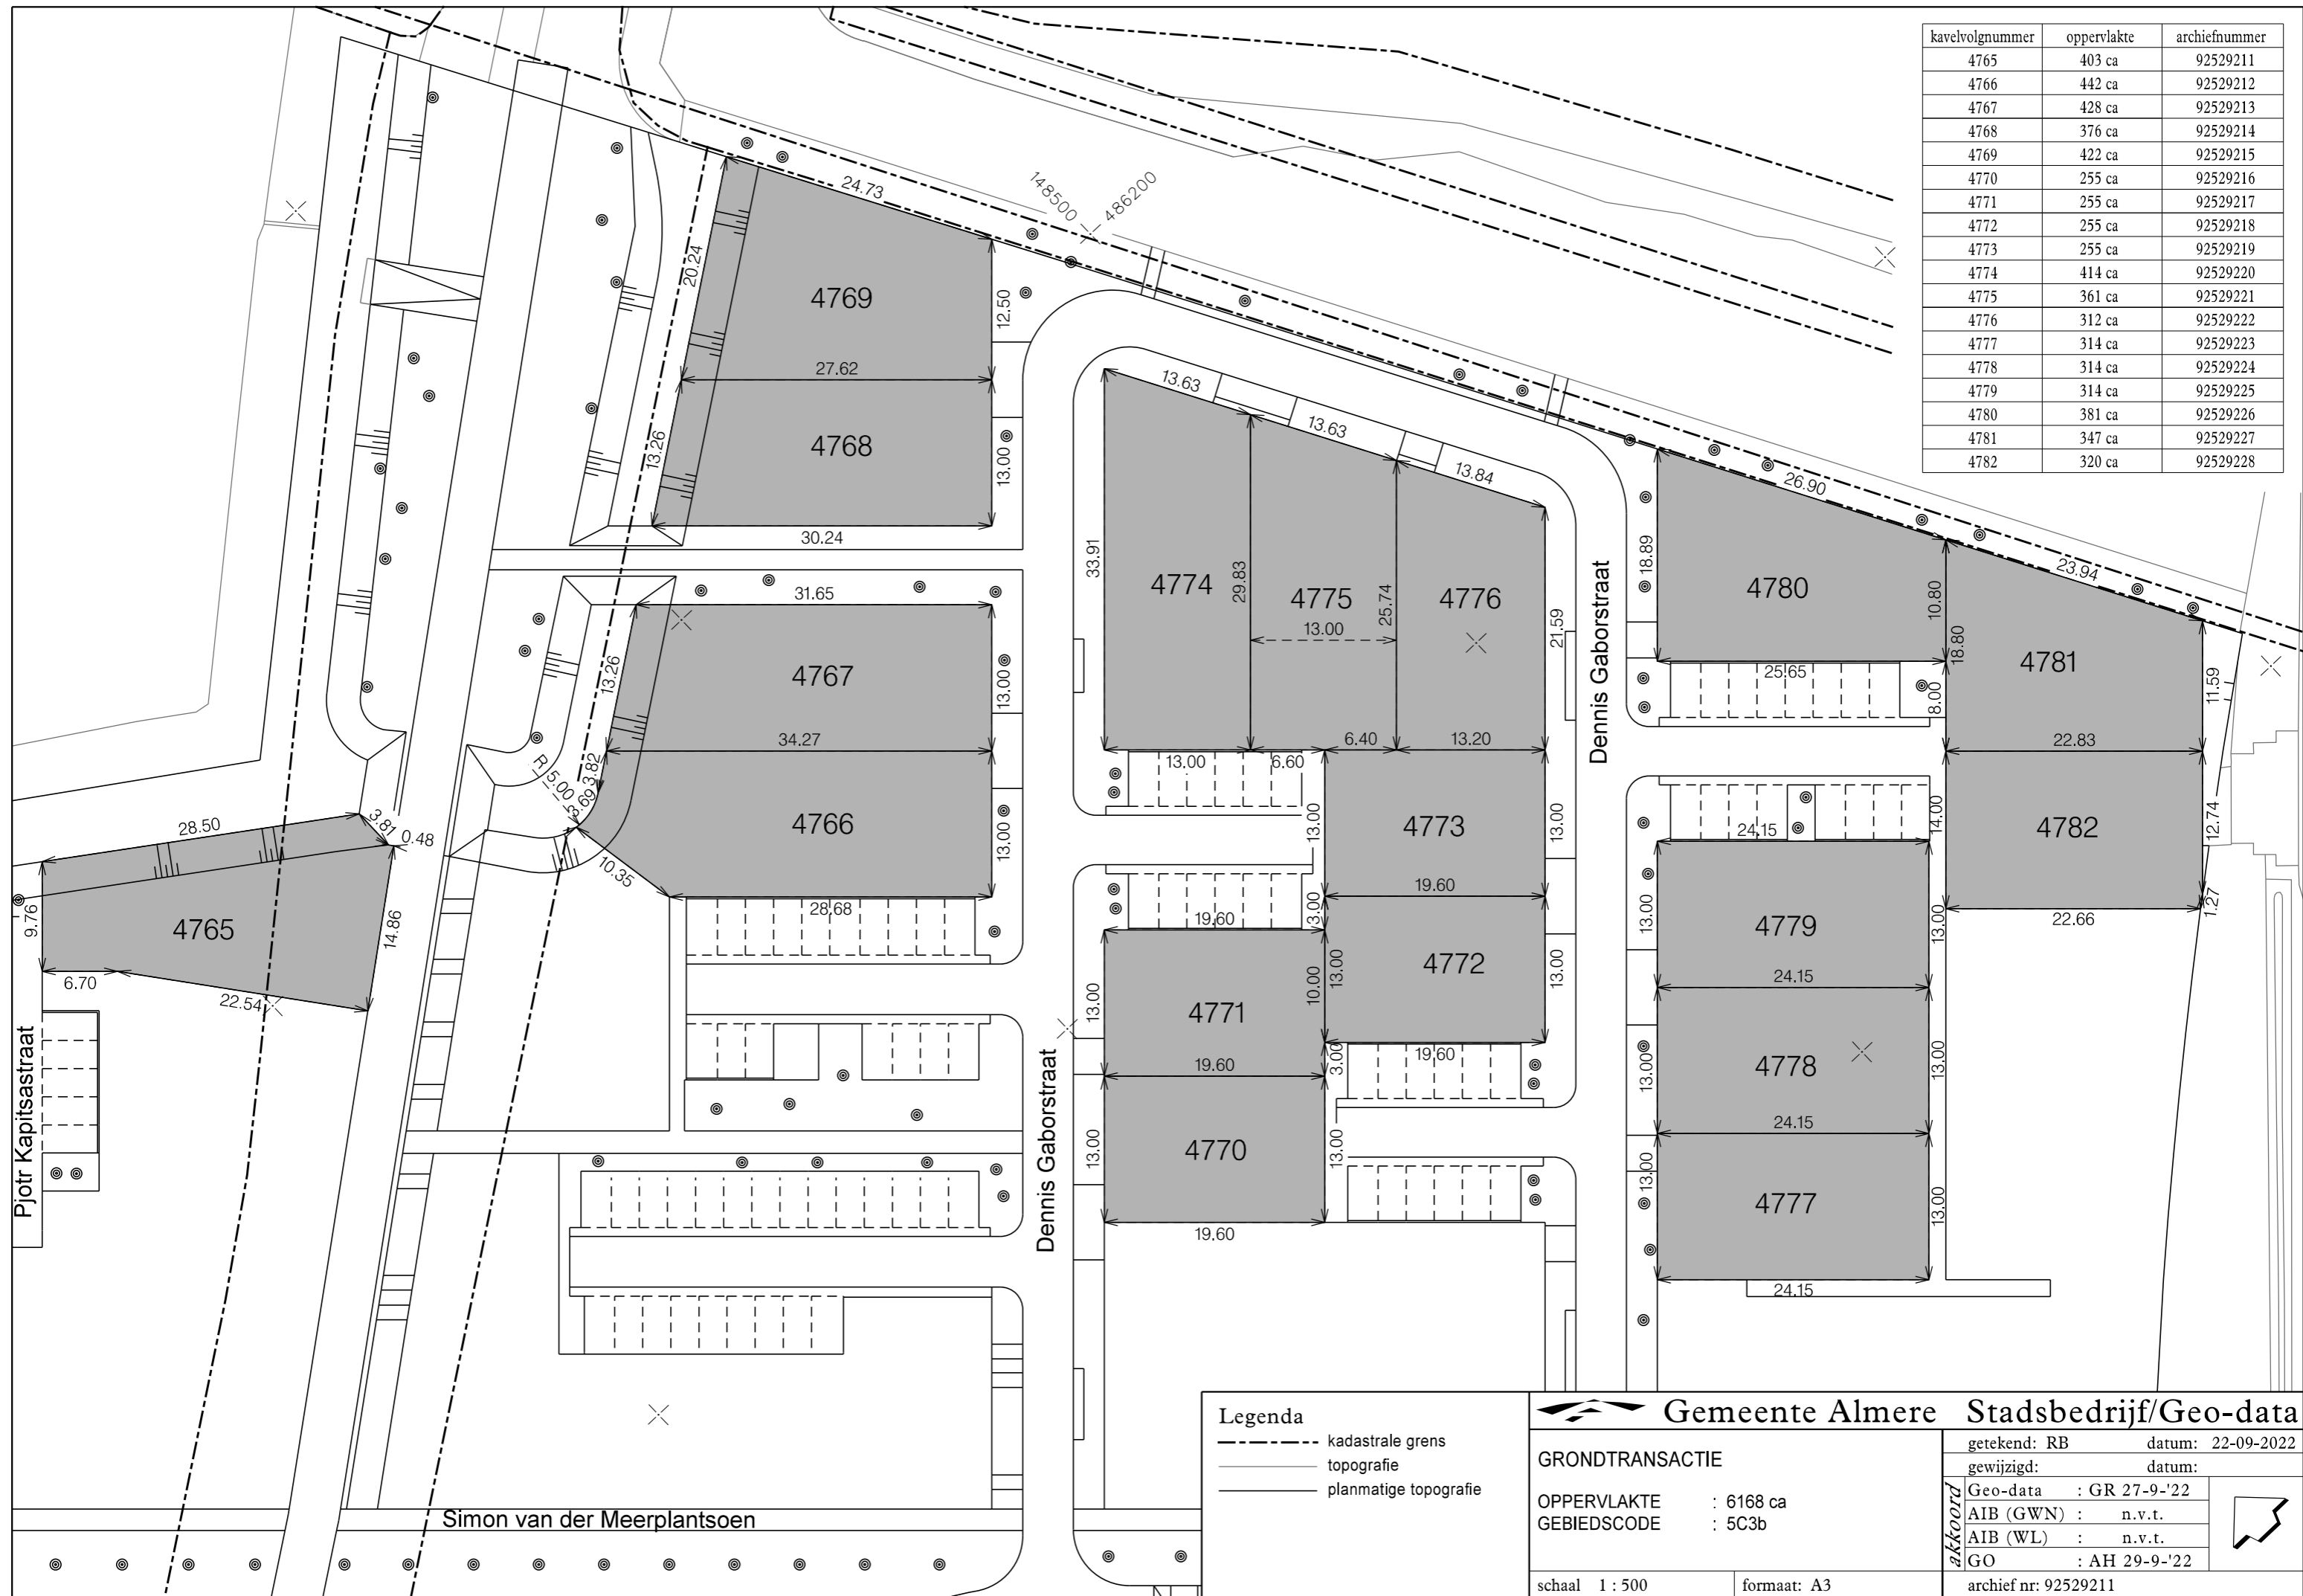 kavelvolgnummer oppervlakte archiefnummer
4765 403 ca 92529211
4766 442 ca 92529212
4767 428 ca 92529213
4768 376 ca 92529214
4769 422 ca 92529215
4770 255 ca 92529216
4771 255 ca 92529217
4772 255 ca 92529218
4773 255 ca 92529219
4774 414 ca 92529220
4775 361 ca 92529221
4776 312 ca 92529222
4777 314 ca 92529223
4778 314 ca 92529224
4779 314 ca 92529225
4780 381 ca 92529226
4781 347 ca 92529227
4782 320 ca 92529228
148500 486200
24.73
20.24
4769
12.50
27.62
13.26
4768
13.00
30.24
31.65
13.26
4767
13.00
34.27
3.82
R 5.00
3.69
4766
13.00
10.35
28.68
28.50
3.81 0.48
9.76
4765
14.86
6.70
22.54
Pjotr Kapitsastraat
13.63
13.63
13.84
33.91
4774
29.83
4775
13.00
25.74
4776
21.59
6.40
13.20
13.00
6.60
13.00
4773
13.00
19.60
19.60
3.00
4772
13.00
13.00
4771
10.00
13.00
19.60
3.00
19.60
13.00
4770
13.00
19.60
Dennis Gaborstraat
Dennis Gaborstraat
26.90
18.89
4780
10.80
18.80
25.65
8.00
23.94
4781
11.59
22.83
14.00
4782
12.74
1.27
22.66
24.15
13.00
4779
13.00
24.15
13.00
4778
13.00
24.15
13.00
4777
13.00
24.15
Simon van der Meerplantsoen
Legenda
kadastrale grens
topografie
planmatige topografie
Gemeente Almere Stadsbedrijf/Geo-data
GRONDTRANSACTIE
OPPERVLAKTE : 6168 ca
GEBIEDSCODE : 5C3b
schaal 1 : 500 formaat: A3
getekend: RB datum: 22-09-2022
gewijzigd: datum:
akkoord
Geo-data : GR 27-9-'22
AIB (GWN) : n.v.t.
AIB (WL) : n.v.t.
GO : AH 29-9-'22
archief nr: 92529211